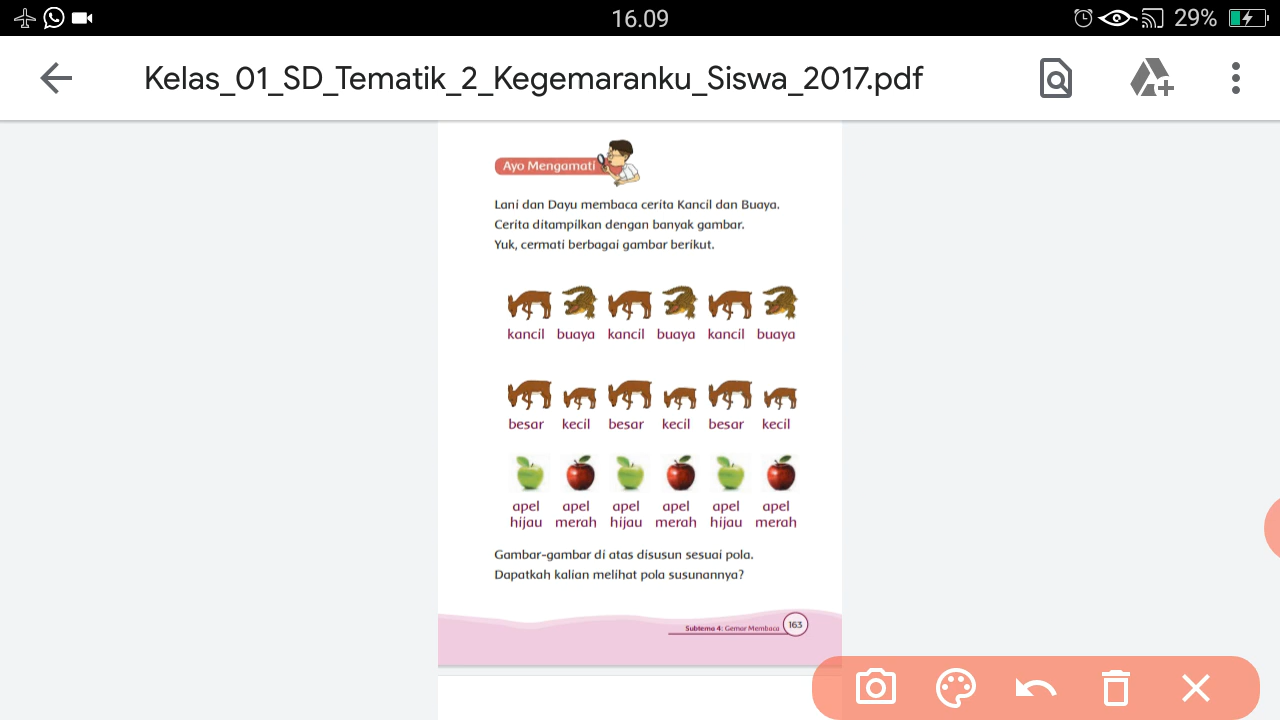 16.09
29%
Kelas_01_SD_Tematik_2_Kegemaranku_Siswa_2017.pdf
Ayo Mengamati
Lani dan Dayu membaca cerita Kancil dan Buaya.
Cerita ditampilkan dengan banyak gambar.
Yuk, cermati berbagai gambar berikut.
kancil buaya kancil buaya kancil buaya
besar kecil besar kecil besar kecil
apel apel apel apel apel apel
hijau merah hijau merah hijau merah
Gambar-gambar di atas disusun sesuai pola.
Dapatkah kalian melihat pola susunannya?
Subtema 4: Gemar Membaca 163